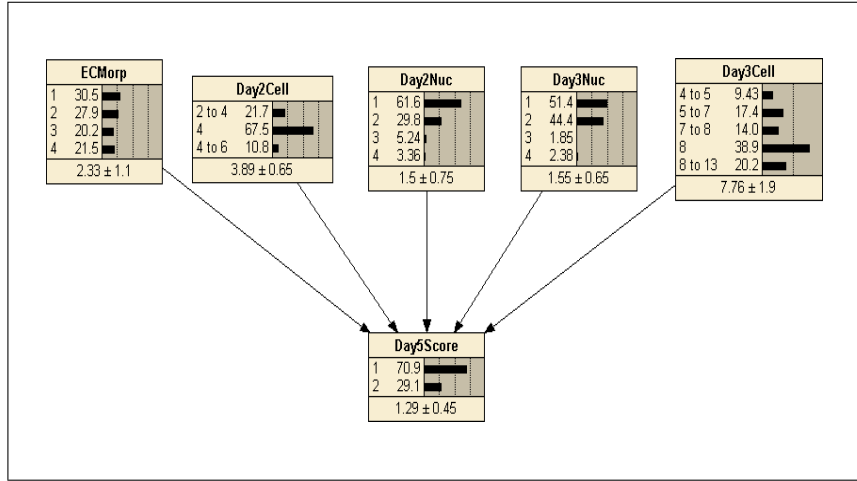 ECMorp
1 30.5
2 27.9
3 20.2
4 21.5
2.33 ± 1.1
Day2Cell
2 to 4 21.7
4 67.5
4 to 6 10.8
3.89 ± 0.65
Day2Nuc
1 61.6
2 29.8
3 5.24
4 3.36
1.5 ± 0.75
Day3Nuc
1 51.4
2 44.4
3 1.85
4 2.38
1.55 ± 0.65
Day3Cell
4 to 5 9.43
5 to 7 17.4
7 to 8 14.0
8 38.9
8 to 13 20.2
7.76 ± 1.9
Day5Score
1 70.9
2 29.1
1.29 ± 0.45